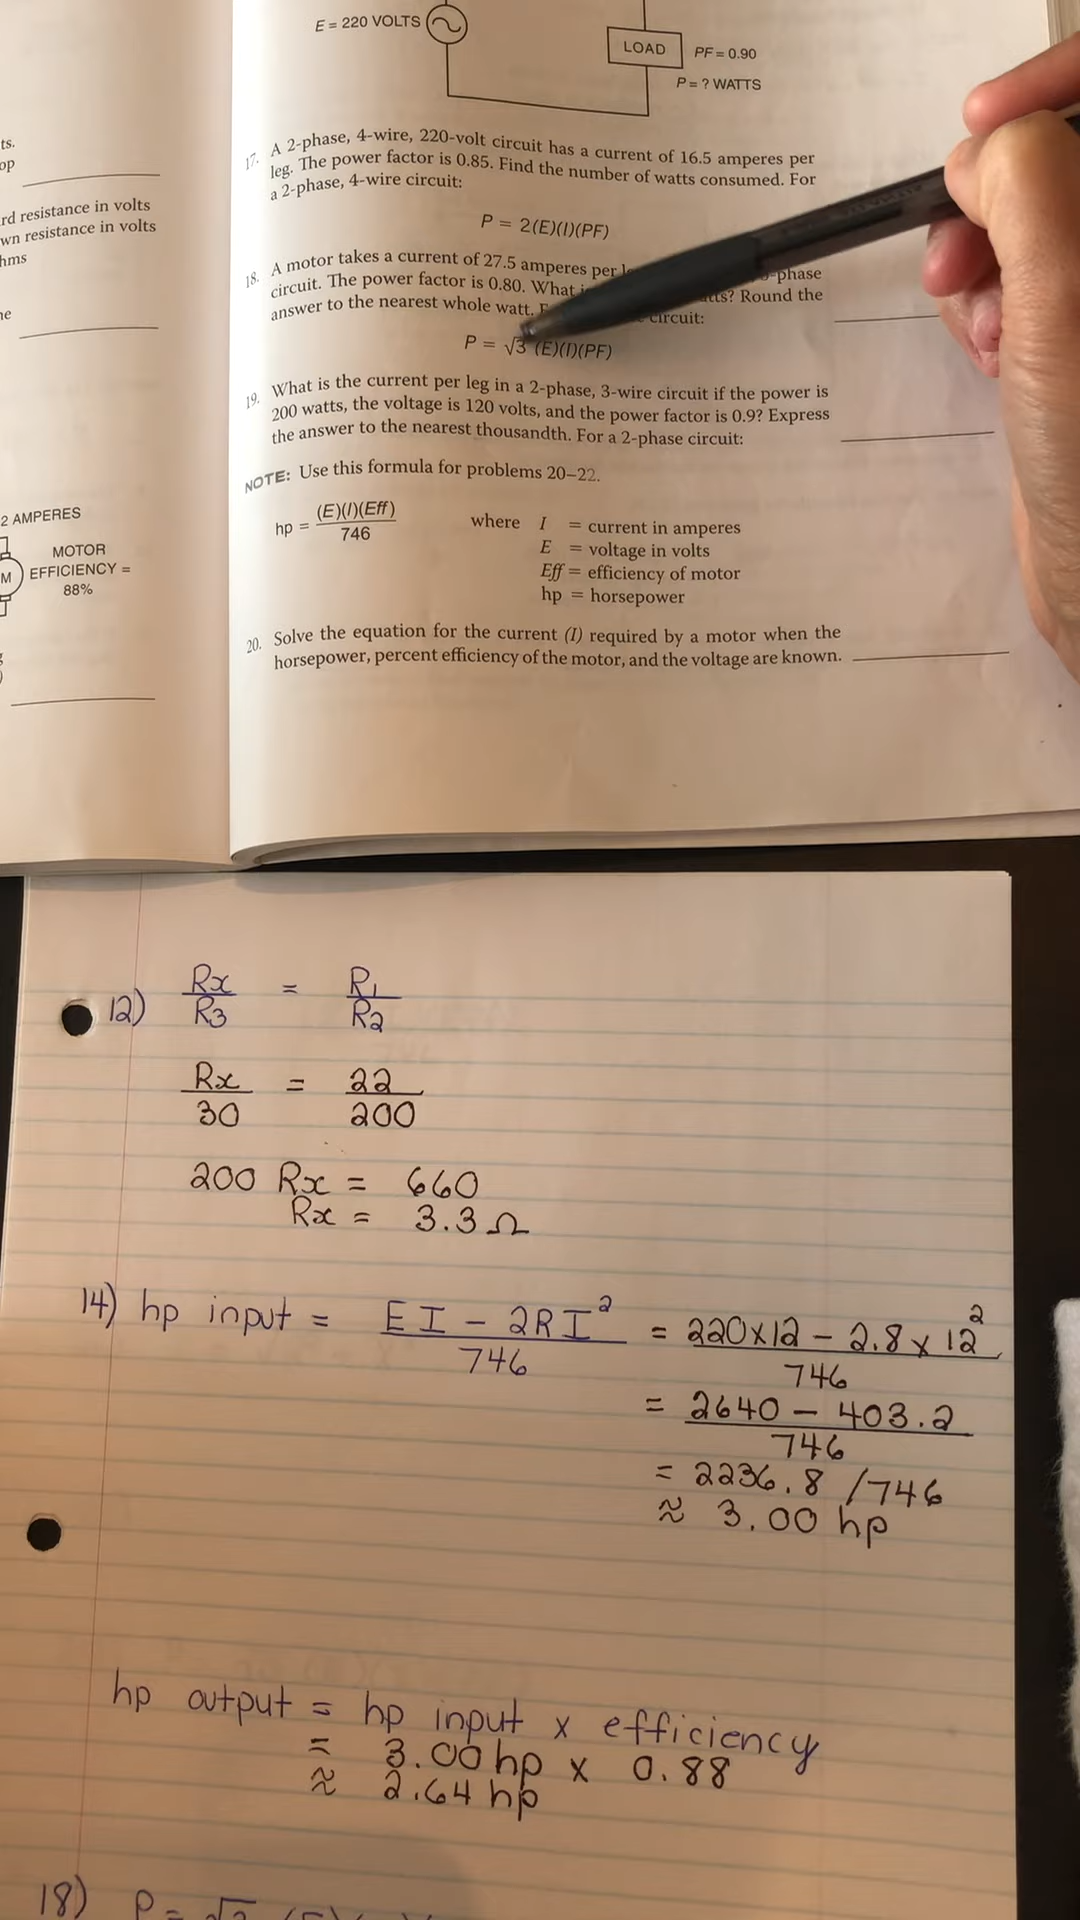 E = 220 VOLTS
LOAD
PF = 0.90
P = ? WATTS
ts.
op
rd resistance in volts
wn resistance in volts
hms
ne
2 AMPERES
MOTOR
M
EFFICIENCY =
88%
17. A 2-phase, 4-wire, 220-volt circuit has a current of 16.5 amperes per
leg. The power factor is 0.85. Find the number of watts consumed. For
a 2-phase, 4-wire circuit:
P = 2(E)(I)(PF)
18. A motor takes a current of 27.5 amperes per -phase
circuit. The power factor is 0.80. What Round the
answer to the nearest whole watt. circuit:
P = √3 (E)(I)(PF)
19. What is the current per leg in a 2-phase, 3-wire circuit if the power is
200 watts, the voltage is 120 volts, and the power factor is 0.9? Express
the answer to the nearest thousandth. For a 2-phase circuit:
NOTE: Use this formula for problems 20–22.
hp = (E)(I)(Eff) / 746
where I = current in amperes
E = voltage in volts
Eff = efficiency of motor
hp = horsepower
20. Solve the equation for the current (I) required by a motor when the
horsepower, percent efficiency of the motor, and the voltage are known.
12) Rx / R3 = R1 / R2
Rx / 30 = 22 / 200
200 Rx = 660
Rx = 3.3 Ω
14) hp input = EI – 2RI² / 746 = 220x12 – 2.8 x 12² / 746
= 2640 – 403.2 / 746
= 2236.8 /746
≈ 3.00 hp
hp output = hp input x efficiency
= 3.00 hp x 0.88
≈ 2.64 hp
18) P =